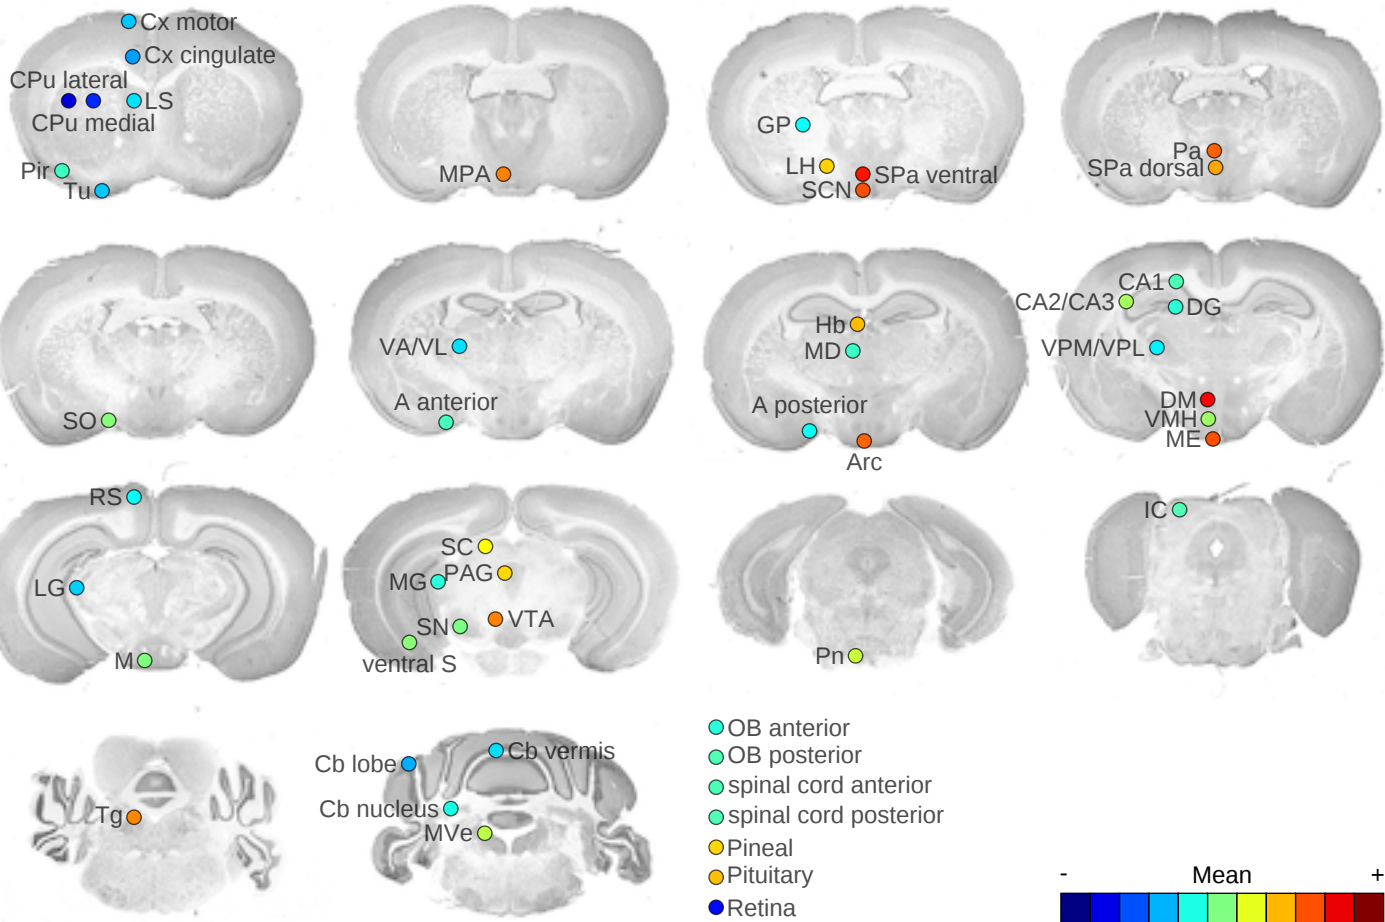 Cx motor
Cx cingulate
CPu lateral
LS
CPu medial
Pir
Tu
MPA
GP
LH
SPa ventral
SCN
Pa
SPa dorsal
SO
VA/VL
A anterior
Hb
MD
A posterior
Arc
CA1
CA2/CA3
DG
VPM/VPL
DM
VMH
ME
RS
LG
M
SC
PAG
MG
SN
VTA
ventral S
Pn
IC
Tg
Cb lobe
Cb vermis
Cb nucleus
MVe
OB anterior
OB posterior
spinal cord anterior
spinal cord posterior
Pineal
Pituitary
Retina
- Mean +